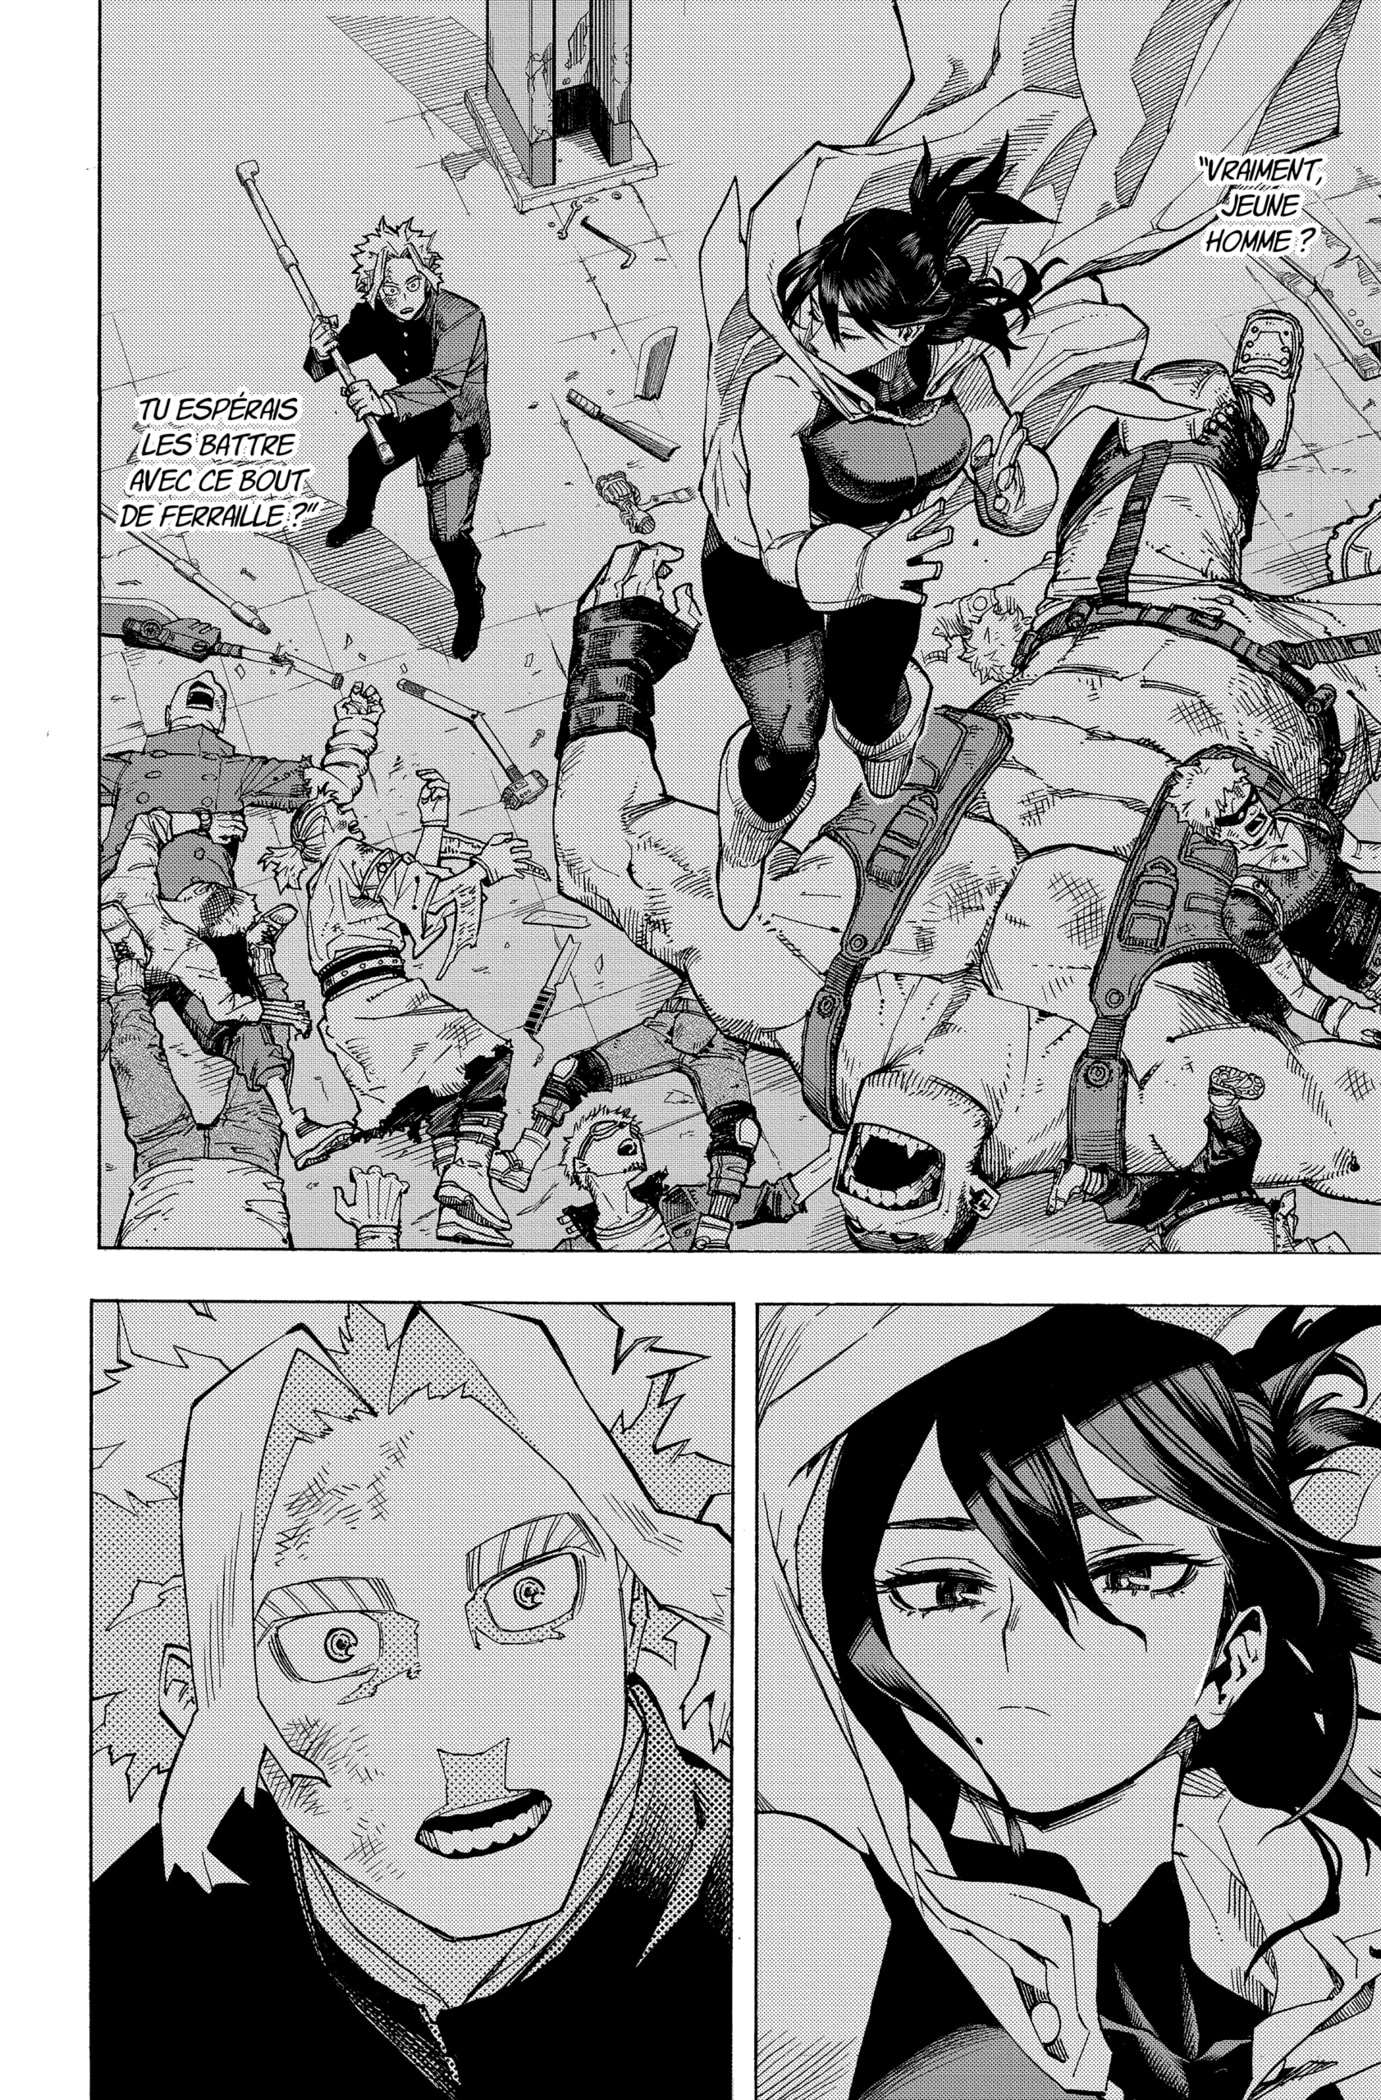 "VRAIMENT,
JEUNE
HOMME ?
TU ESPÉRAIS
LES BATTRE
AVEC CE BOUT
DE FERRAILLE ?"